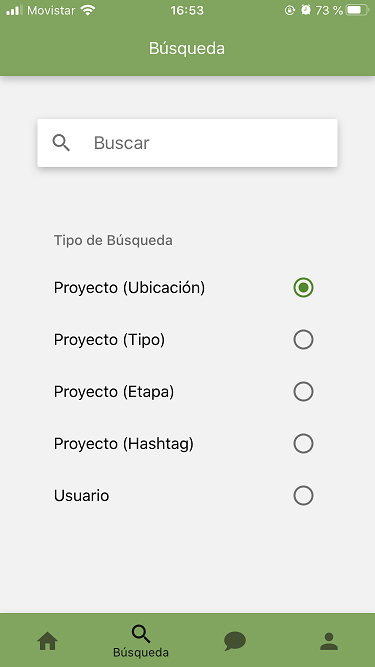 Movistar 16:53 73 %
Búsqueda
Buscar
Tipo de Búsqueda
Proyecto (Ubicación)
Proyecto (Tipo)
Proyecto (Etapa)
Proyecto (Hashtag)
Usuario
Búsqueda